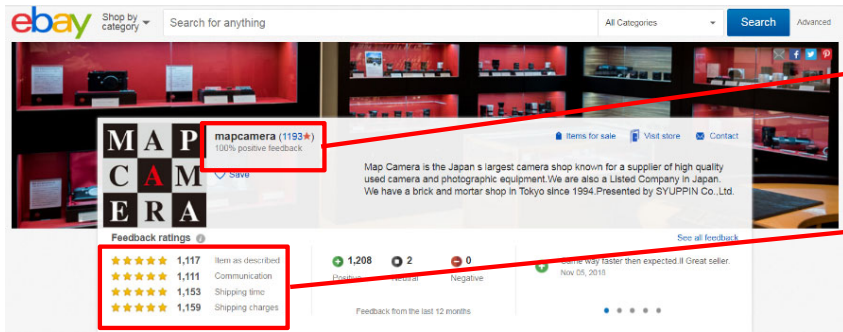 ebay
Shop by
category
Search for anything
All Categories
Search
Advanced
MAP
CAM
ERA
mapcamera (1193★)
100% positive feedback
Save
Items for sale
Visit store
Contact
Map Camera is the Japan s largest camera shop known for a supplier of high quality
used camera and photographic equipment.We are also a Listed Company in Japan.
We have a brick and mortar shop in Tokyo since 1994.Presented by SYUPPIN Co.,Ltd.
Feedback ratings
See all feedback
1,117 Item as described
1,111 Communication
1,153 Shipping time
1,159 Shipping charges
1,208
Positive
2
Neutral
0
Negative
Feedback from the last 12 months
way faster then expected.II Great seller.
Nov 05, 2018